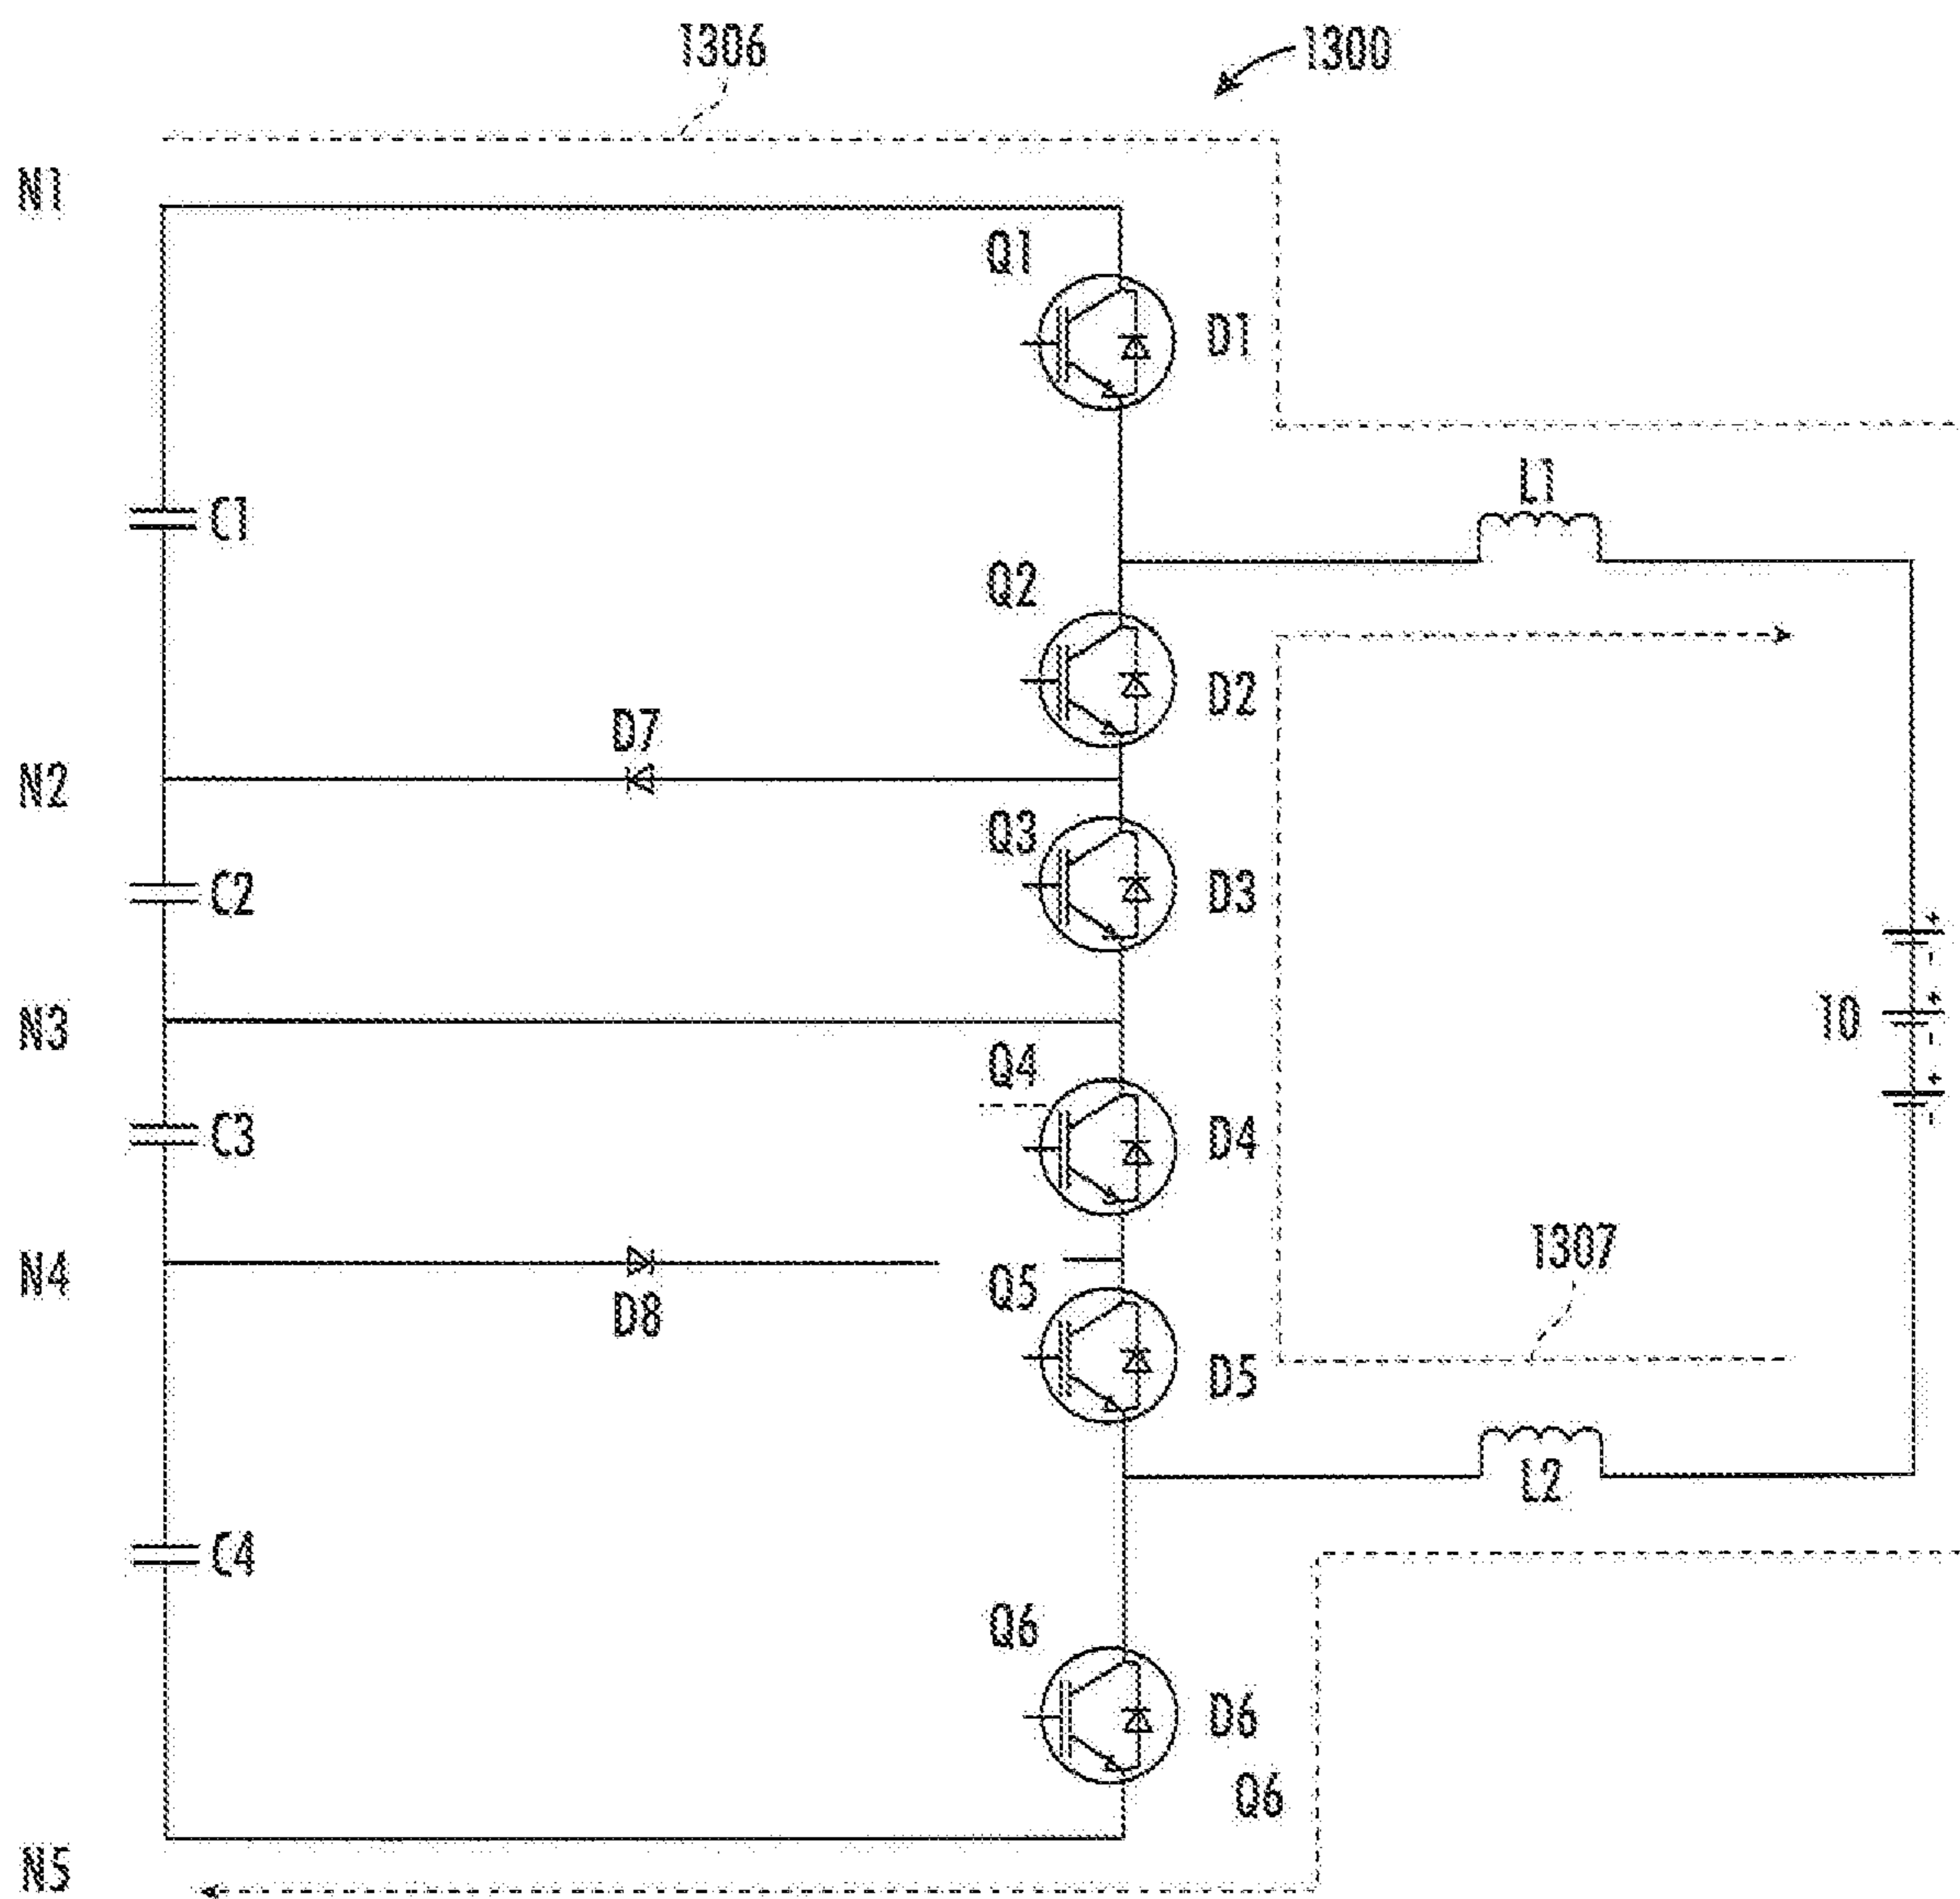 1306
1300
N1
Q1
D1
L1
C1
Q2
D2
D7
N2
Q3
C2
D3
+
-
N3
10
+
-
Q4
+
-
C3
D4
1307
N4
Q5
D8
D5
L2
C4
Q6
D6
Q6
N5